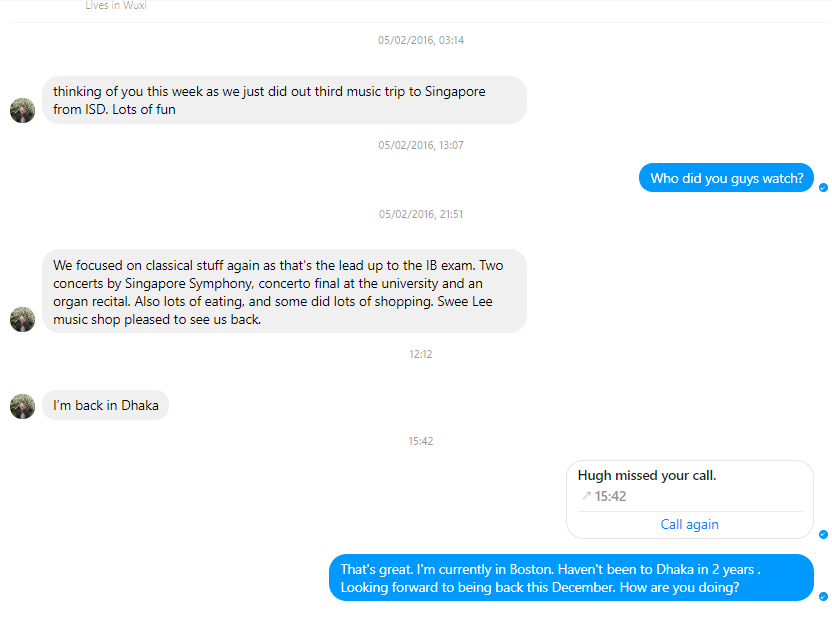 Lives in Wuxi
05/02/2016, 03:14
thinking of you this week as we just did out third music trip to Singapore
from ISD. Lots of fun
05/02/2016, 13:07
Who did you guys watch?
05/02/2016, 21:51
We focused on classical stuff again as that's the lead up to the IB exam. Two
concerts by Singapore Symphony, concerto final at the university and an
organ recital. Also lots of eating, and some did lots of shopping. Swee Lee
music shop pleased to see us back.
12:12
I'm back in Dhaka
15:42
Hugh missed your call.
15:42
Call again
That's great. I'm currently in Boston. Haven't been to Dhaka in 2 years .
Looking forward to being back this December. How are you doing?